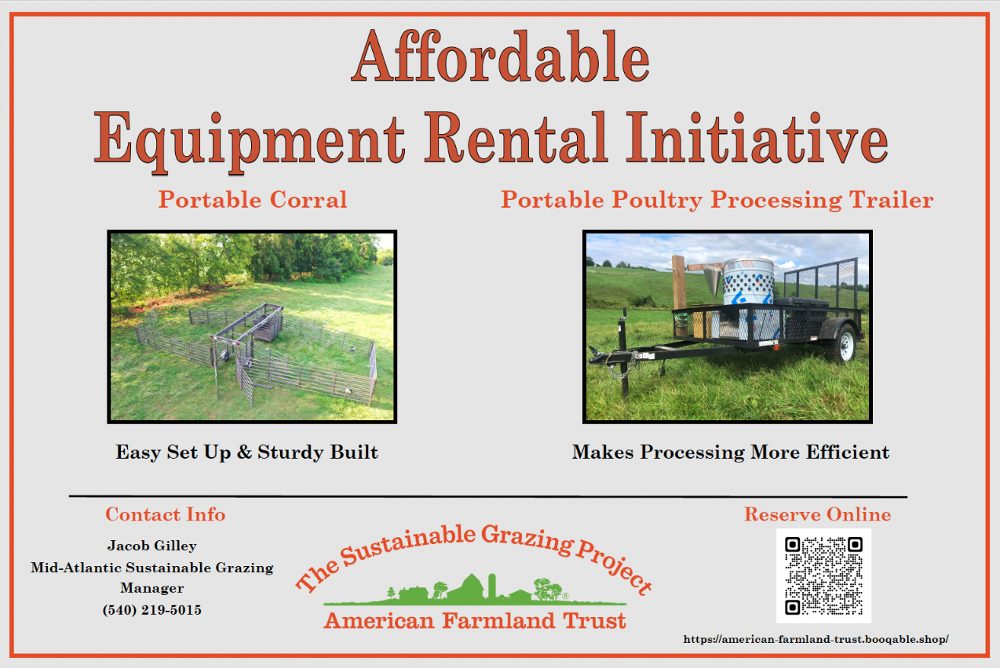 Affordable
Equipment Rental Initiative
Portable Corral
Portable Poultry Processing Trailer
Easy Set Up & Sturdy Built
Makes Processing More Efficient
Contact Info
Jacob Gilley
Mid-Atlantic Sustainable Grazing
Manager
(540) 219-5015
The Sustainable Grazing Project
®
American Farmland Trust
Reserve Online
https://american-farmland-trust.booqable.shop/